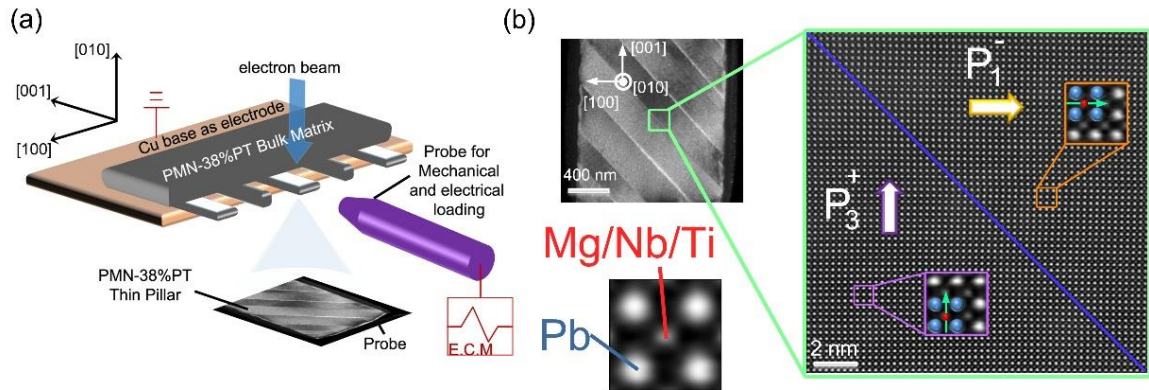 (a)
[010]
[001]
[100]
electron beam
Cu base as electrode
PMN-38%PT Bulk Matrix
Probe for
Mechanical
and electrical
loading
PMN-38%PT
Thin Pillar
Probe
E.C.M
(b)
[001]
[100]
[010]
400 nm
Mg/Nb/Ti
Pb
P₁⁻
P₃⁺
2 nm